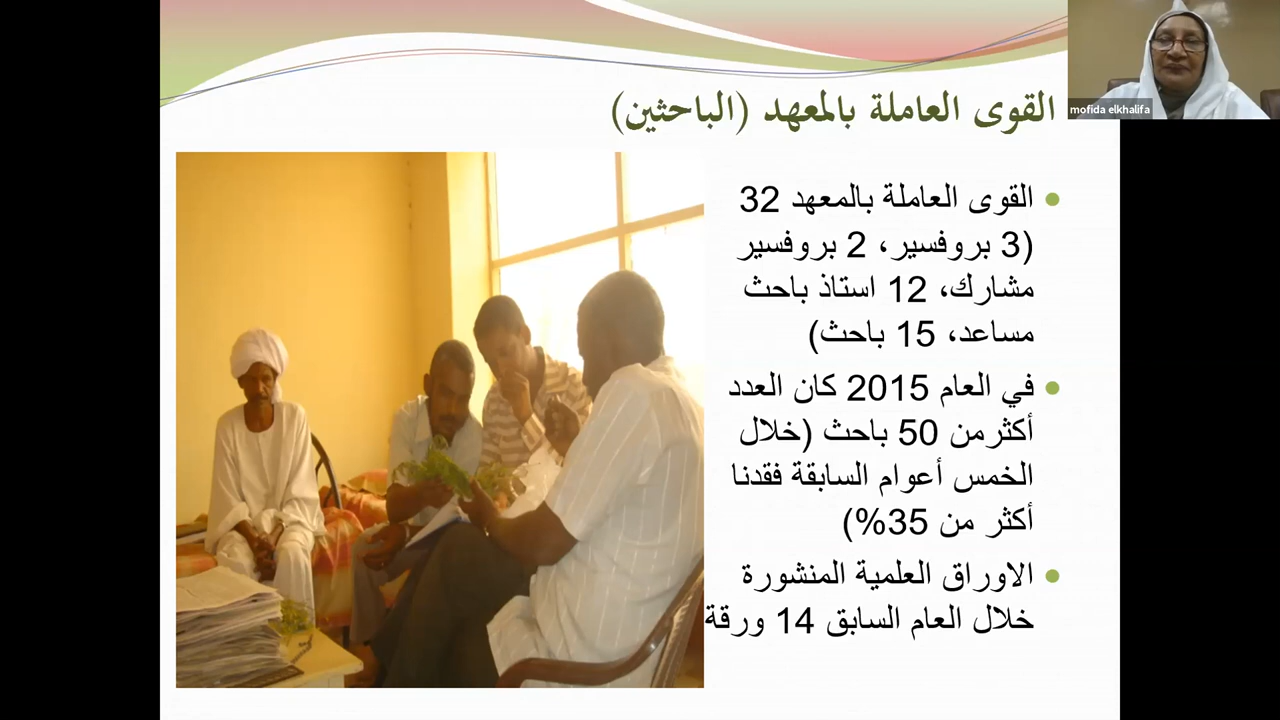 القوى العاملة بالمعهد (الباحثين)
mofida elkhalifa
• القوى العاملة بالمعهد 32
(3 بروفسير، 2 بروفسير
مشارك، 12 استاذ باحث
مساعد، 15 باحث)
• في العام 2015 كان العدد
أكثرمن 50 باحث (خلال
الخمس أعوام السابقة فقدنا
أكثر من 35%)
• الاوراق العلمية المنشورة
خلال العام السابق 14 ورقة